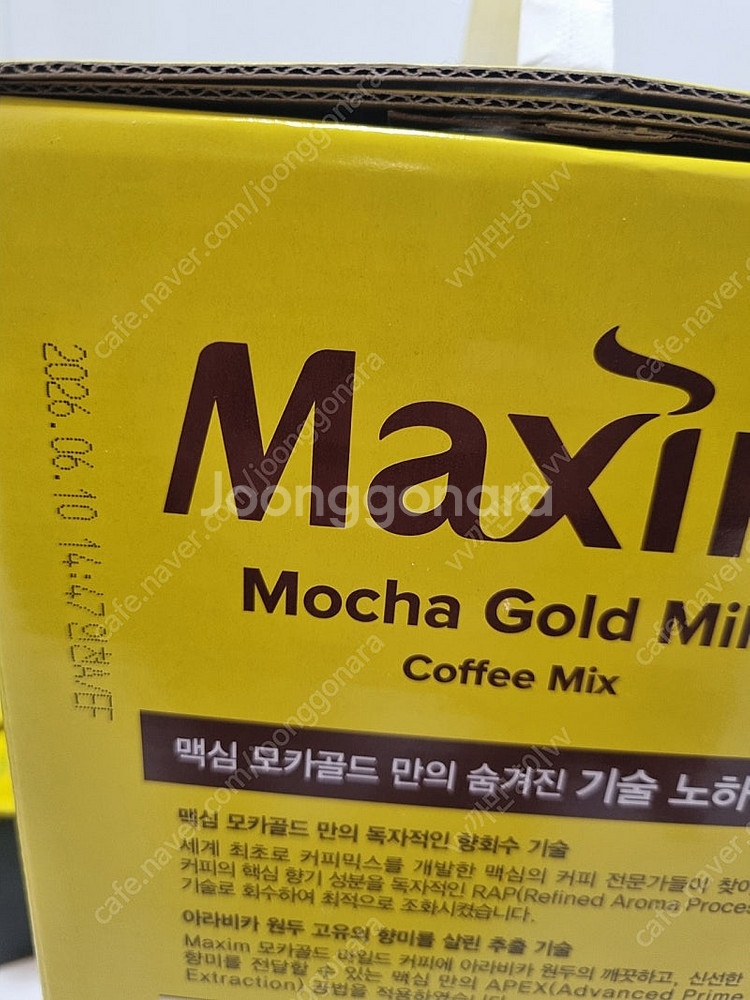 Maxim
Mocha Gold Mil
Coffee Mix
2026.06.10 14:47
맥심 모카골드 만의 숨겨진 기술 노하
맥심 모카골드 만의 독자적인 향회수 기술
세계 최초로 커피믹스를 개발한 맥심의 커피 전문가들이 찾아
커피의 핵심 향기 성분을 독자적인 RAP(Refined Aroma Proces
기술로 회수하여 최적으로 조화시켰습니다.
아라비카 원두 고유의 향미를 살린 추출 기술
Maxim 모카골드 마일드 커피에 아라비카 원두의 깨끗하고, 신선한
향미를 전달할 수 있는 맥심 만의 APEX(Advanced Prime
Extraction) 공법을 적용하였습니다.
Joonggonara
cafe.naver.com/joonggonara